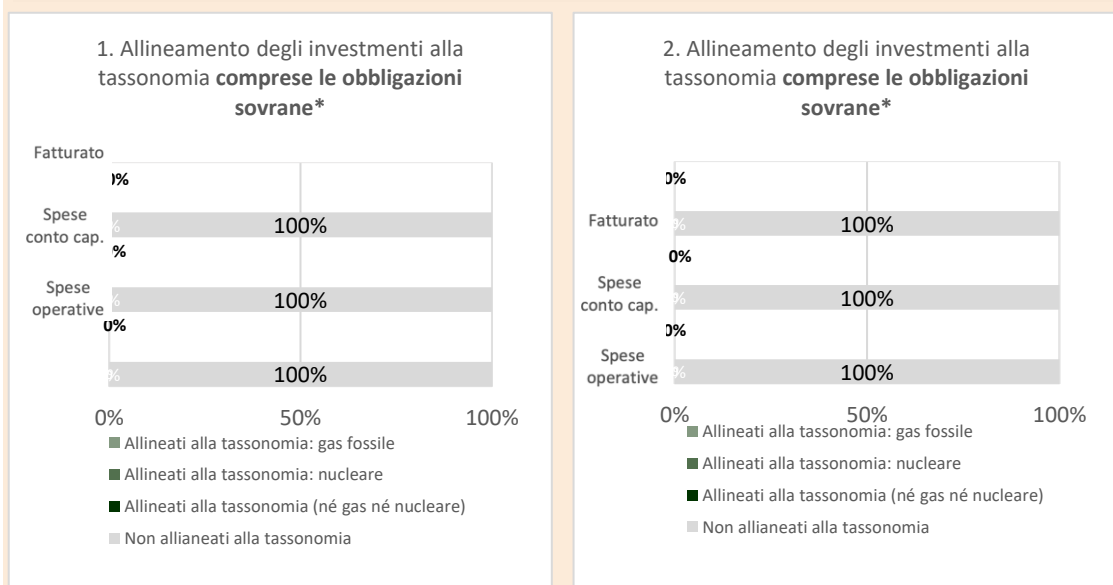 1. Allineamento degli investmenti alla
tassonomia comprese le obbligazioni
sovrane*
Fatturato
0%
Spese
conto cap.
%
100%
%
Spese
operative
%
100%
0%
%
100%
0%
50%
100%
Allineati alla tassonomia: gas fossile
Allineati alla tassonomia: nucleare
Allineati alla tassonomia (né gas né nucleare)
Non allianeati alla tassonomia
2. Allineamento degli investmenti alla
tassonomia comprese le obbligazioni
sovrane*
0%
Fatturato
%
100%
0%
Spese
conto cap.
%
100%
0%
Spese
operative
%
100%
0%
50%
100%
Allineati alla tassonomia: gas fossile
Allineati alla tassonomia: nucleare
Allineati alla tassonomia (né gas né nucleare)
Non allianeati alla tassonomia